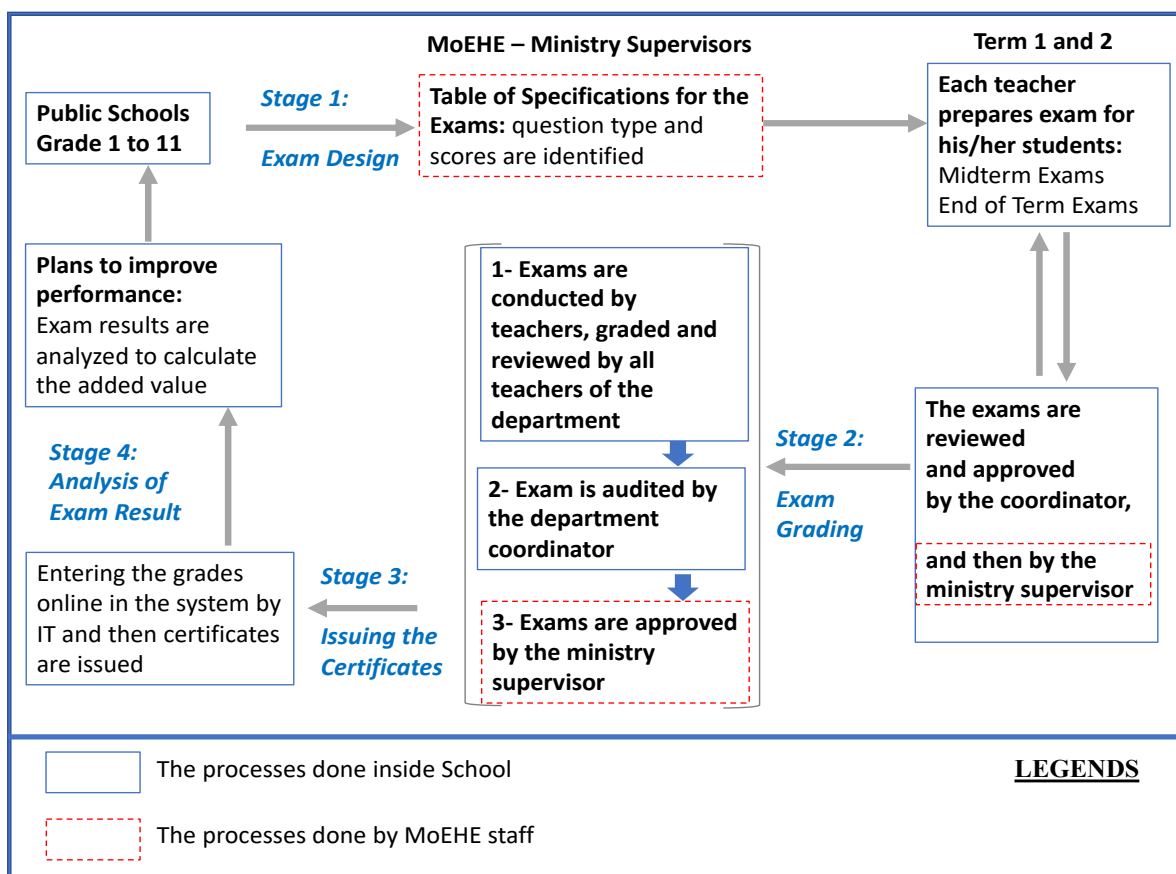 MoEHE – Ministry Supervisors
Term 1 and 2
Public Schools
Grade 1 to 11
Stage 1:
Exam Design
Table of Specifications for the
Exams: question type and
scores are identified
Each teacher
prepares exam for
his/her students:
Midterm Exams
End of Term Exams
The exams are
reviewed
and approved
by the coordinator,
and then by the
ministry supervisor
Stage 2:
Exam
Grading
1- Exams are
conducted by
teachers, graded and
reviewed by all
teachers of the
department
2- Exam is audited by
the department
coordinator
3- Exams are approved
by the ministry
supervisor
Stage 3:
Issuing the
Certificates
Entering the grades
online in the system by
IT and then certificates
are issued
Stage 4:
Analysis of
Exam Result
Plans to improve
performance:
Exam results are
analyzed to calculate
the added value
The processes done inside School
LEGENDS
The processes done by MoEHE staff